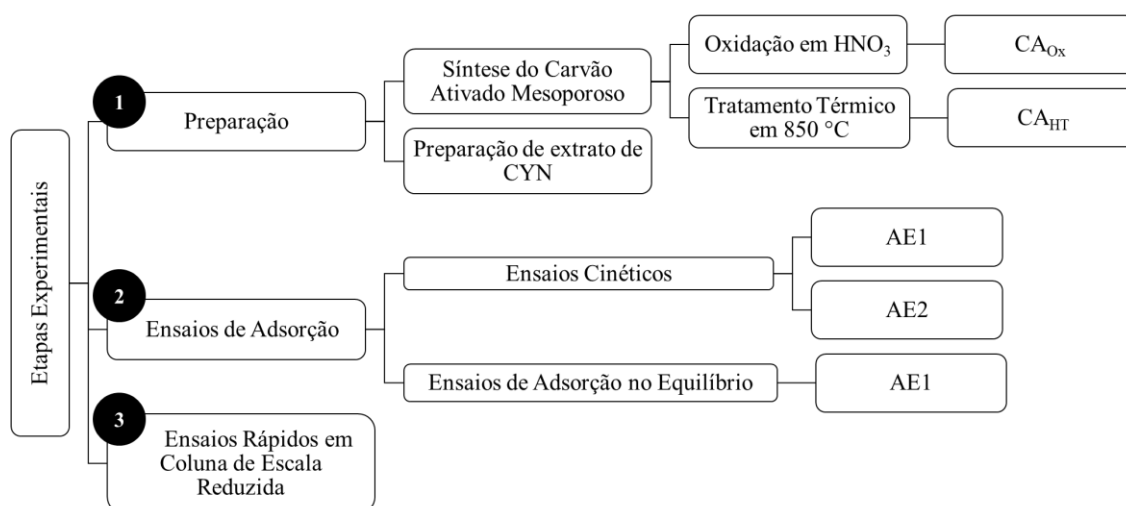 Etapas Experimentais
1
Preparação
Síntese do Carvão
Ativado Mesoporoso
Oxidação em HNO₃
CA_Ox
Tratamento Térmico
em 850 °C
CA_HT
Preparação de extrato de
CYN
2
Ensaios de Adsorção
Ensaios Cinéticos
AE1
AE2
Ensaios de Adsorção no Equilíbrio
AE1
3
Ensaios Rápidos em
Coluna de Escala
Reduzida